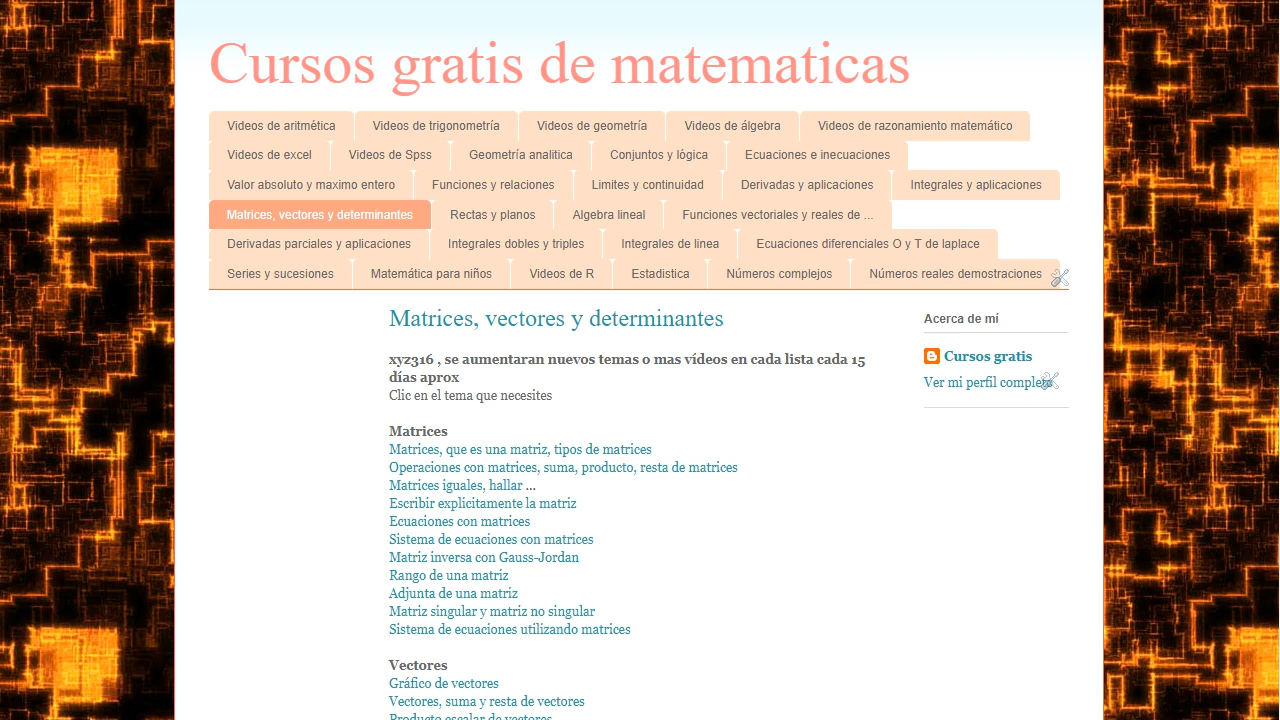 Cursos gratis de matematicas
Videos de aritmética Videos de trigonometría Videos de geometría Videos de álgebra Videos de razonamiento matemático
Videos de excel Videos de Spss Geometría analitica Conjuntos y lógica Ecuaciones e inecuaciones
Valor absoluto y maximo entero Funciones y relaciones Limites y continuidad Derivadas y aplicaciones Integrales y aplicaciones
Matrices, vectores y determinantes Rectas y planos Algebra lineal Funciones vectoriales y reales de ...
Derivadas parciales y aplicaciones Integrales dobles y triples Integrales de linea Ecuaciones diferenciales O y T de laplace
Series y sucesiones Matemática para niños Videos de R Estadistica Números complejos Números reales demostraciones
Matrices, vectores y determinantes
xyz316 , se aumentaran nuevos temas o mas vídeos en cada lista cada 15
días aprox
Clic en el tema que necesites
Matrices
Matrices, que es una matriz, tipos de matrices
Operaciones con matrices, suma, producto, resta de matrices
Matrices iguales, hallar ...
Escribir explicitamente la matriz
Ecuaciones con matrices
Sistema de ecuaciones con matrices
Matriz inversa con Gauss-Jordan
Rango de una matriz
Adjunta de una matriz
Matriz singular y matriz no singular
Sistema de ecuaciones utilizando matrices
Vectores
Gráfico de vectores
Vectores, suma y resta de vectores
Producto escalar de vectores
Acerca de mí
Cursos gratis
Ver mi perfil completo